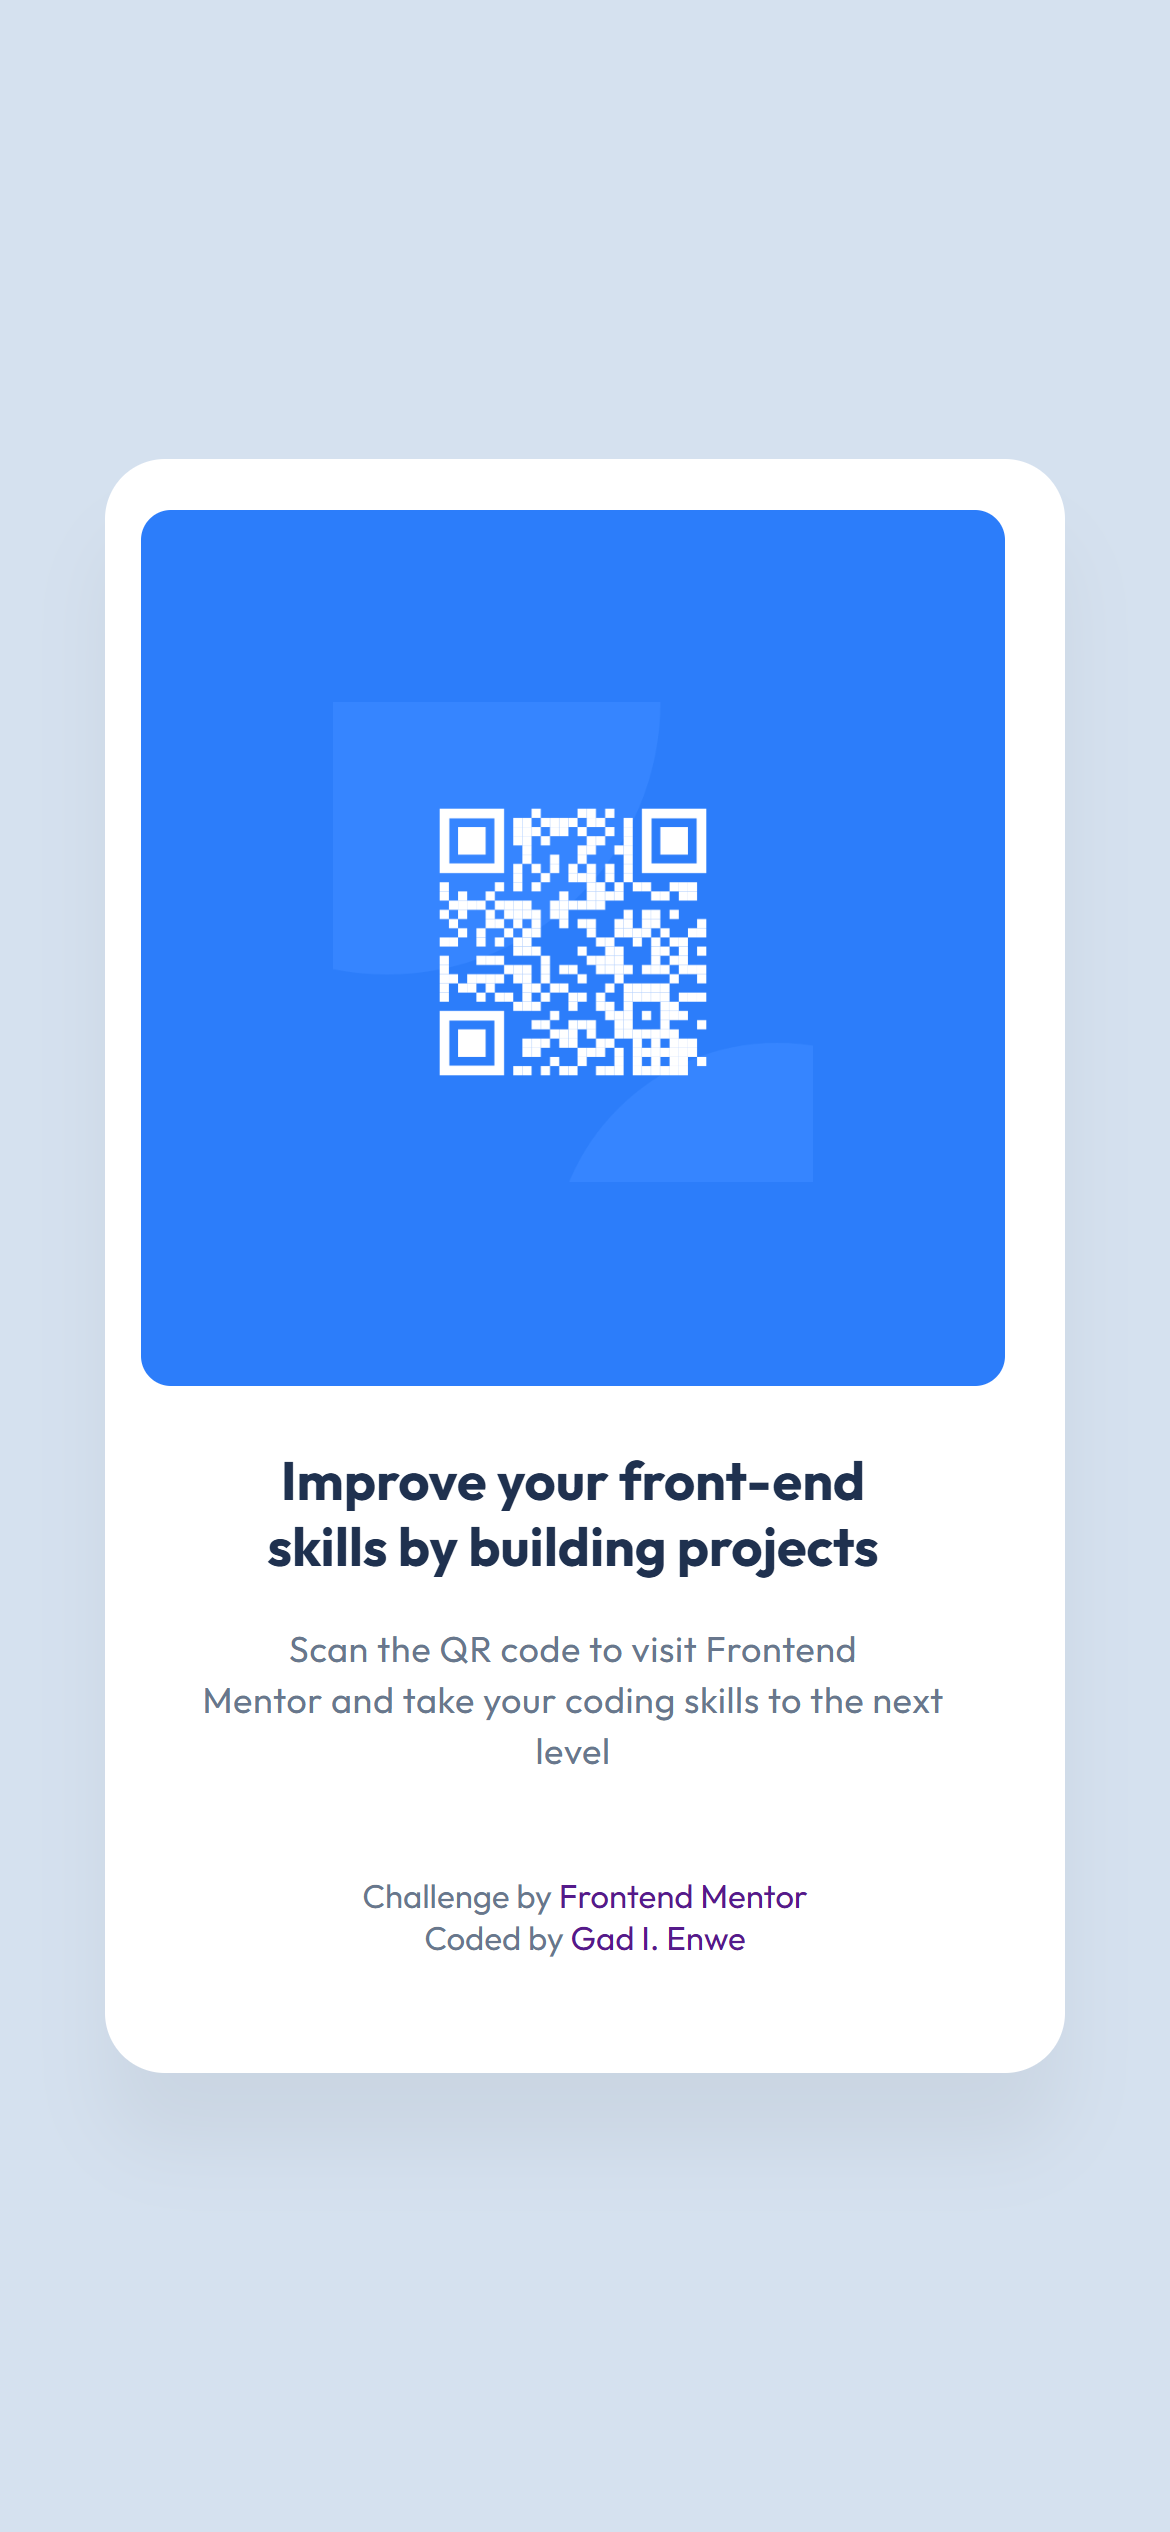 Improve your front-end
skills by building projects
Scan the QR code to visit Frontend
Mentor and take your coding skills to the next
level
Challenge by Frontend Mentor
Coded by Gad I. Enwe